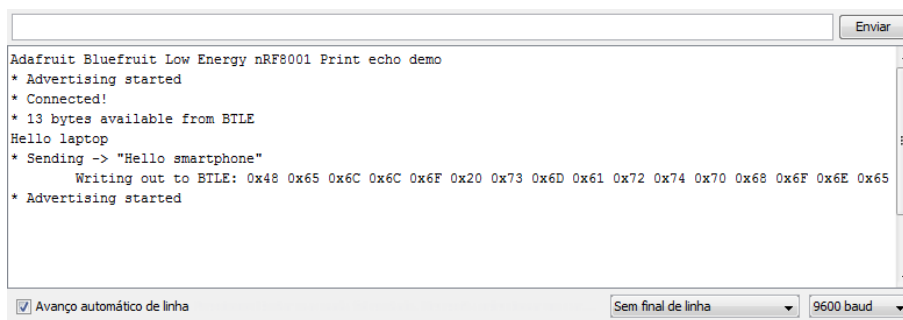 Enviar
Adafruit Bluefruit Low Energy nRF8001 Print echo demo
* Advertising started
* Connected!
* 13 bytes available from BTLE
Hello laptop
* Sending -> "Hello smartphone"
Writing out to BTLE: 0x48 0x65 0x6C 0x6C 0x6F 0x20 0x73 0x6D 0x61 0x72 0x74 0x70 0x68 0x6F 0x6E 0x65
* Advertising started
Avanço automático de linha Sem final de linha 9600 baud